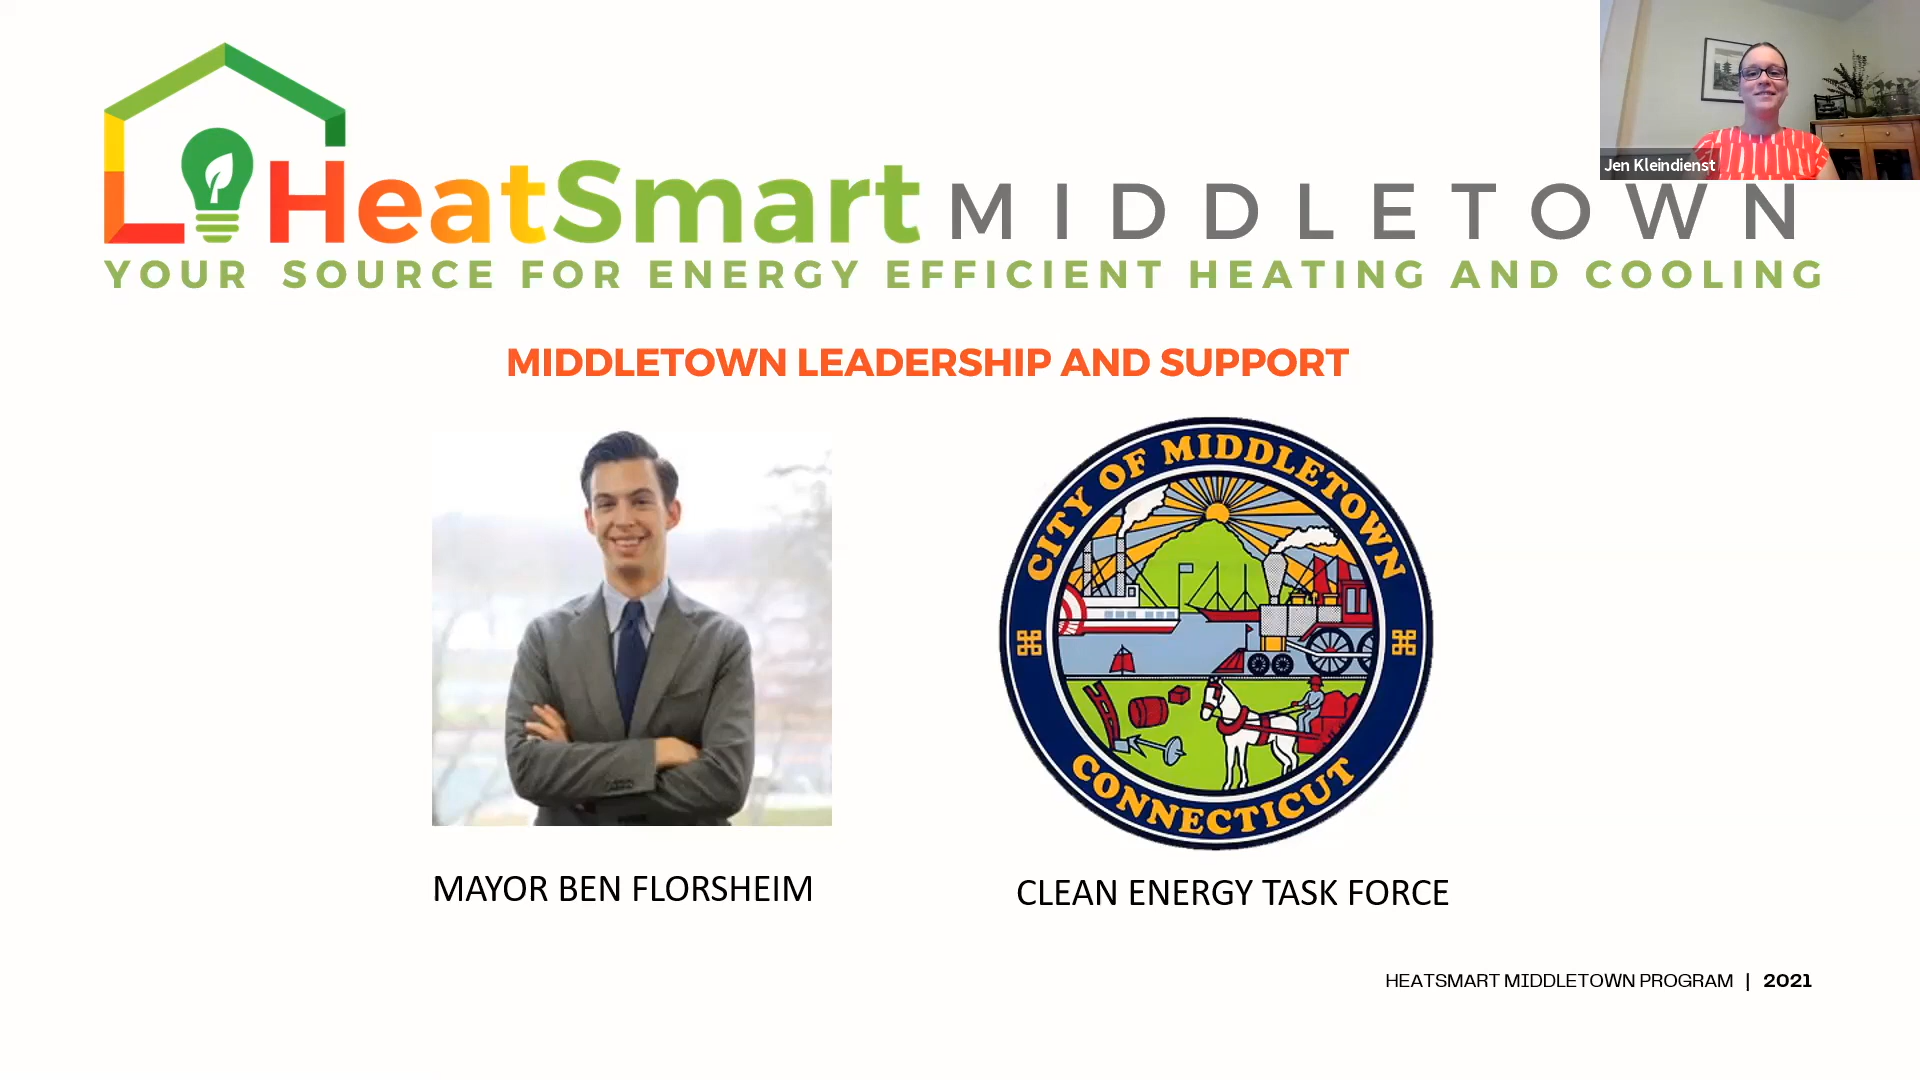 Jen Kleindienst
HeatSmart MIDDLETOWN
YOUR SOURCE FOR ENERGY EFFICIENT HEATING AND COOLING
MIDDLETOWN LEADERSHIP AND SUPPORT
CITY OF MIDDLETOWN
CONNECTICUT
MAYOR BEN FLORSHEIM
CLEAN ENERGY TASK FORCE
HEATSMART MIDDLETOWN PROGRAM | 2021